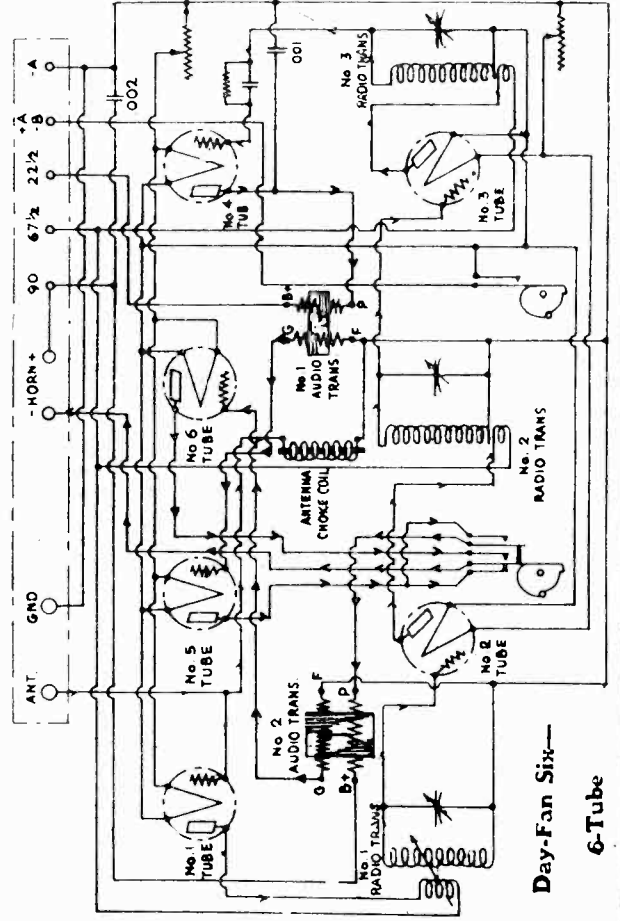 ANT.
GND
- HORN +
90
67½
22½
+A
-B
-A
.002
.001
No.1
TUBE
No. 5
TUBE
No 6
TUBE
No 4
TUB
No 2
AUDIO TRANS.
G
F
B+
P
ANTENNA
CHOKE COIL
No.1
AUDIO
TRANS
G
F
B+
P
No.1
RADIO TRANS
No 2
TUBE
No. 2
RADIO TRANS
No. 3
TUBE
No 3
RADIO TRANS
Day-Fan Six—
6-Tube